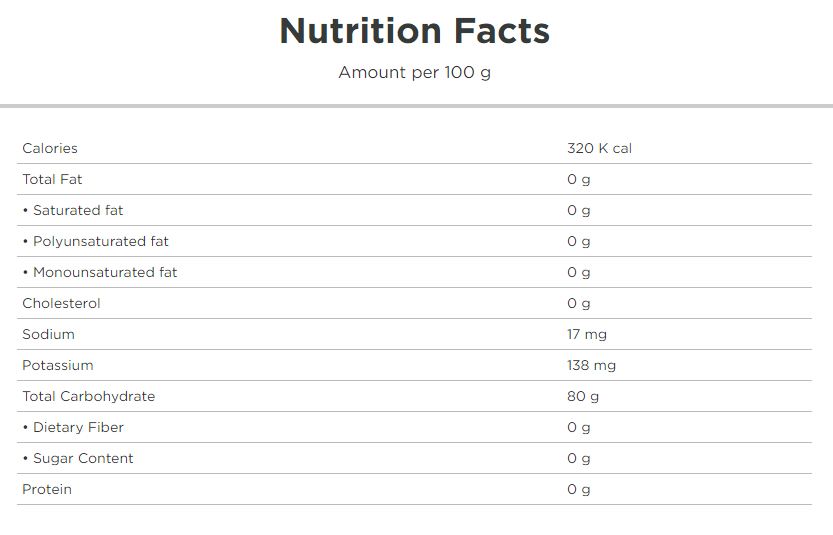 Nutrition Facts
Amount per 100 g
Calories 320 K cal
Total Fat 0 g
• Saturated fat 0 g
• Polyunsaturated fat 0 g
• Monounsaturated fat 0 g
Cholesterol 0 g
Sodium 17 mg
Potassium 138 mg
Total Carbohydrate 80 g
• Dietary Fiber 0 g
• Sugar Content 0 g
Protein 0 g